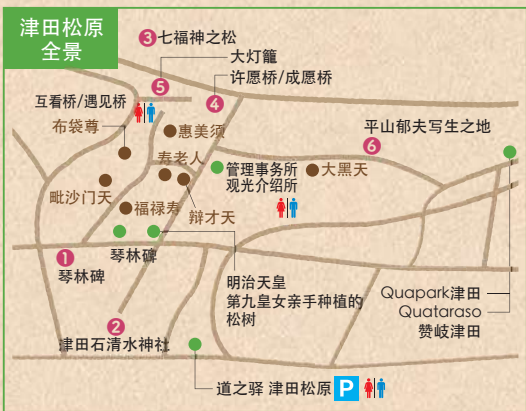 津田松原
全景
3 七福神之松
大灯籠
5
许愿桥/成愿桥
4
互看桥/遇见桥
布袋尊
惠美须
平山郁夫写生之地
6
寿老人
管理事务所
观光介绍所
大黑天
毗沙门天
福禄寿
辩才天
1
琴林碑
琴林碑
明治天皇
第九皇女亲手种植的
松树
Quapark津田
Quataraso
赞岐津田
2
津田石清水神社
道之驿 津田松原 P